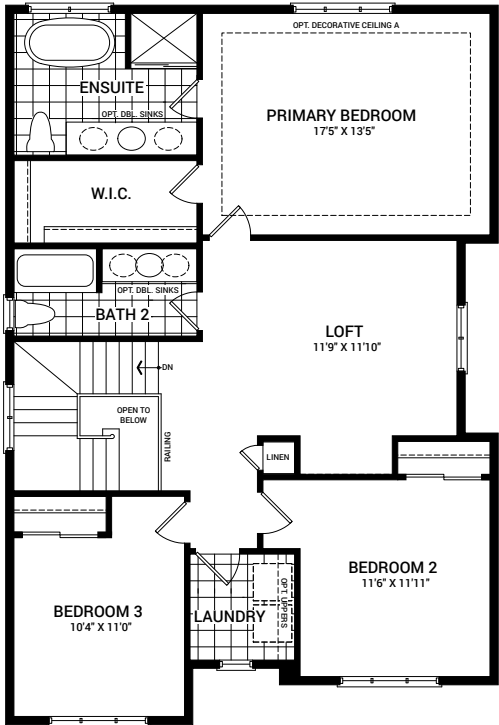 OPT. DECORATIVE CEILING A
ENSUITE
OPT. DBL. SINKS
PRIMARY BEDROOM
17'5" X 13'5"
W.I.C.
OPT. DBL. SINKS
BATH 2
LOFT
11'9" X 11'10"
DN
OPEN TO
BELOW
RAILING
LINEN
BEDROOM 2
11'6" X 11'11"
BEDROOM 3
10'4" X 11'0"
LAUNDRY
OPT. UPPERS